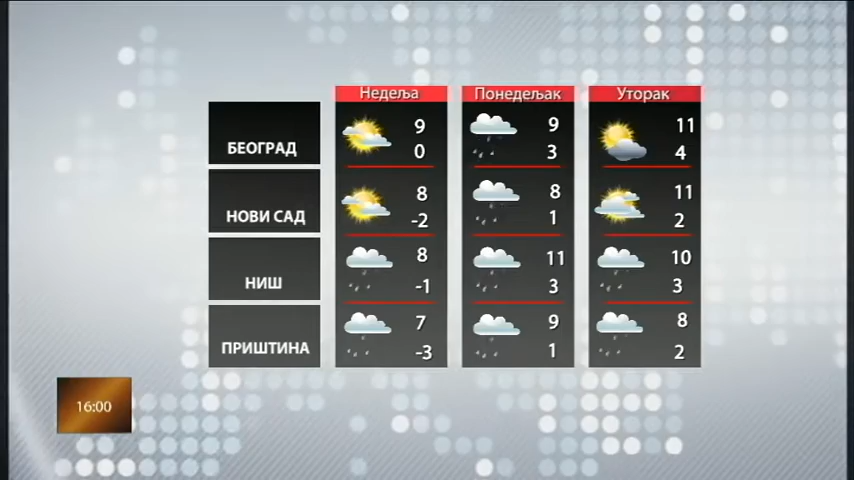 Недеља Понедељак Уторак
БЕОГРАД 9 0 9 3 11 4
НОВИ САД 8 -2 8 1 11 2
НИШ 8 -1 11 3 10 3
ПРИШТИНА 7 -3 9 1 8 2
16:00